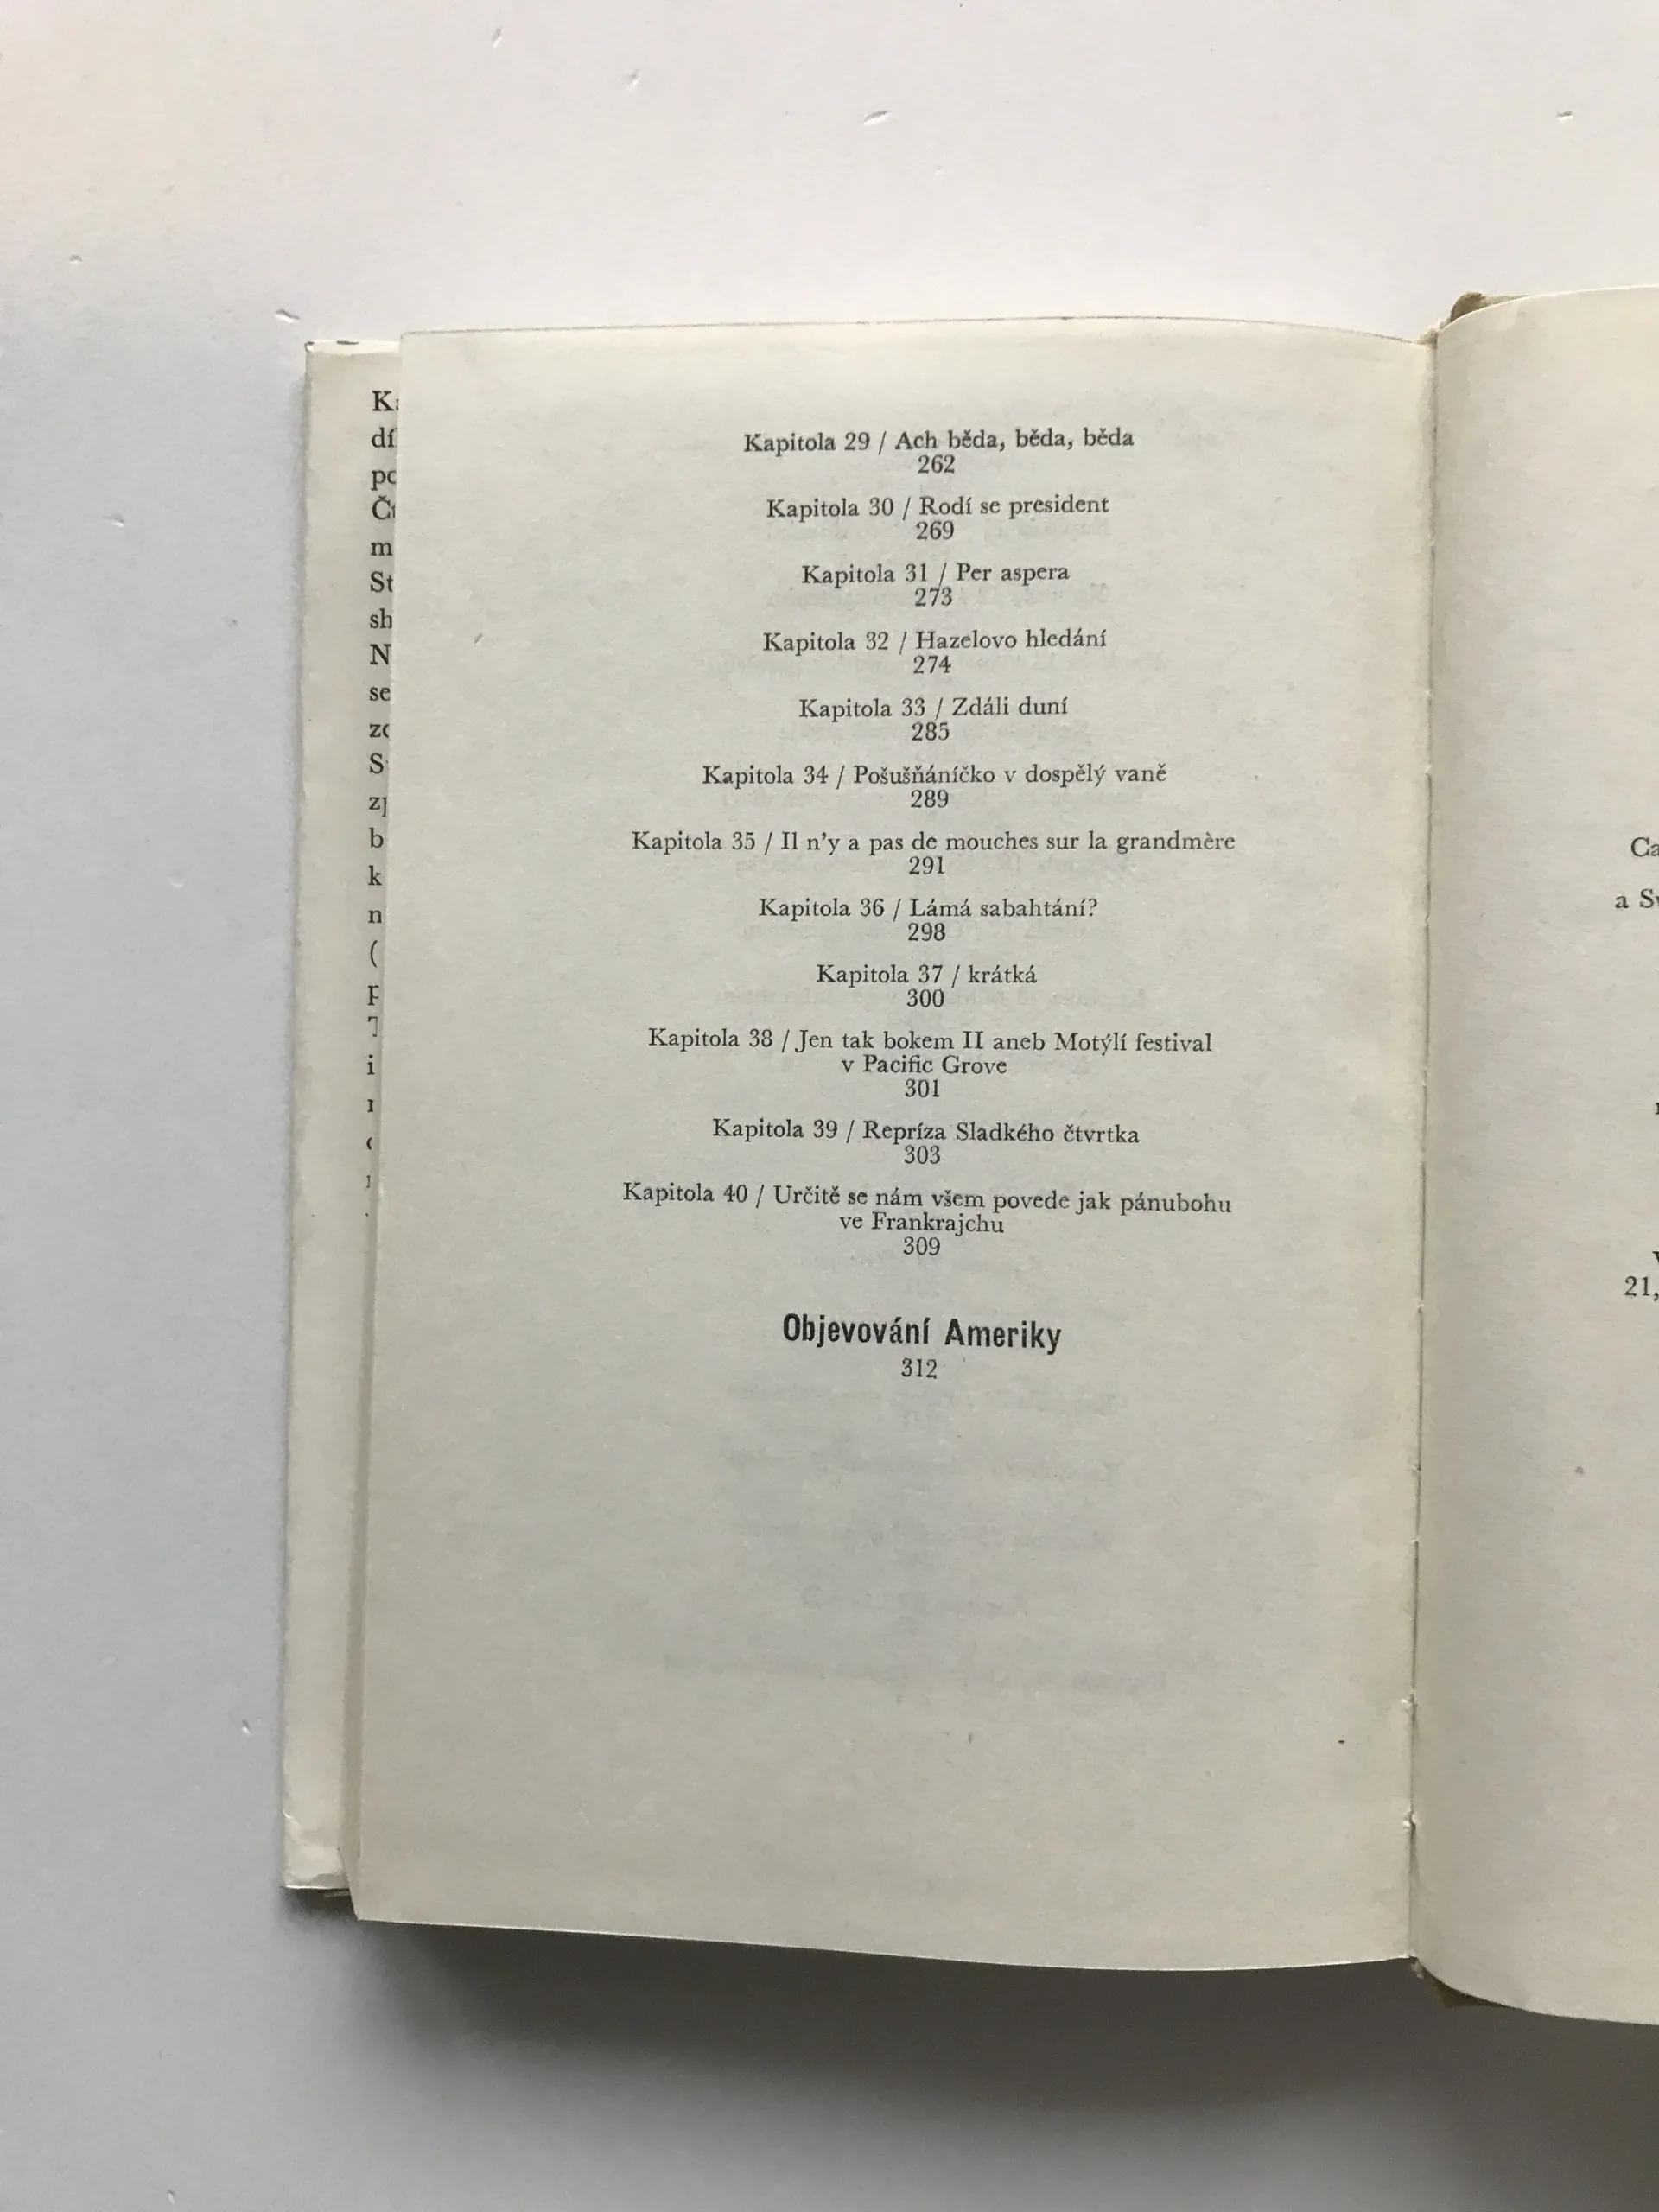 Kapitola 29 / Ach běda, běda, běda
262
Kapitola 30 / Rodí se president
269
Kapitola 31 / Per aspera
273
Kapitola 32 / Hazelovo hledání
274
Kapitola 33 / Zdáli duní
285
Kapitola 34 / Pošušňáníčko v dospělý vaně
289
Kapitola 35 / Il n'y a pas de mouches sur la grandmère
291
Kapitola 36 / Lámá sabahtání?
298
Kapitola 37 / krátká
300
Kapitola 38 / Jen tak bokem II aneb Motýlí festival
v Pacific Grove
301
Kapitola 39 / Repríza Sladkého čtvrtka
303
Kapitola 40 / Určitě se nám všem povede jak pánubohu
ve Frankrajchu
309
Objevování Ameriky
312
a
21,